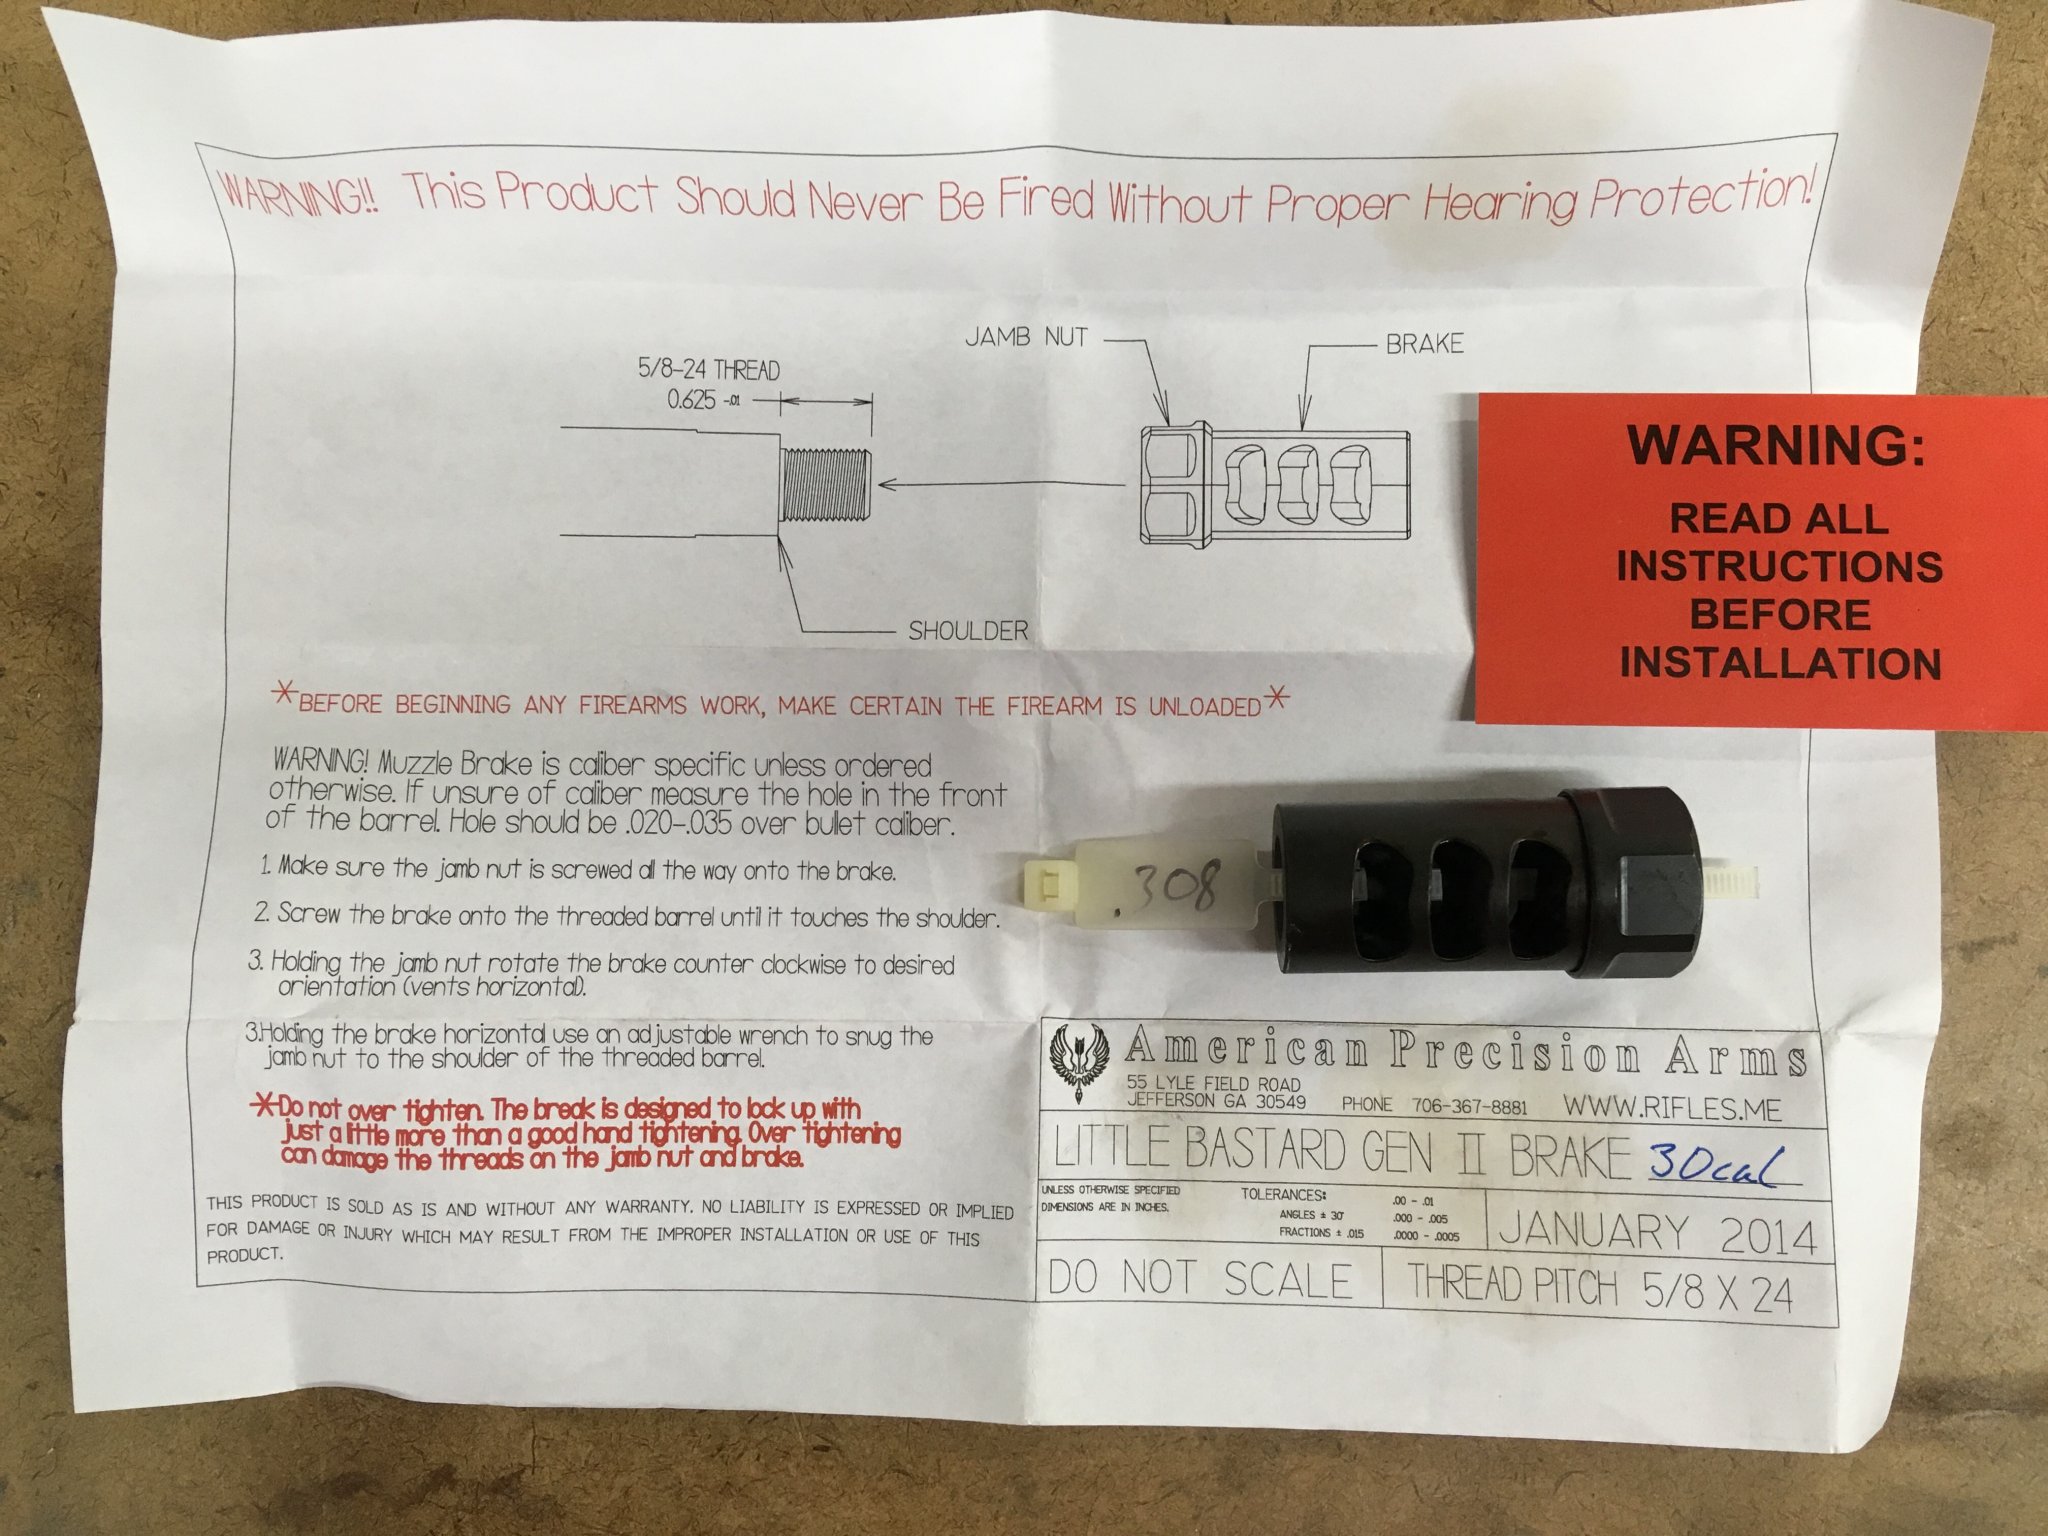 WARNING!! This Product Should Never Be Fired Without Proper Hearing Protection!
JAMB NUT
BRAKE
5/8-24 THREAD
0.625 -.01
SHOULDER
WARNING:
READ ALL
INSTRUCTIONS
BEFORE
INSTALLATION
*BEFORE BEGINNING ANY FIREARMS WORK, MAKE CERTAIN THE FIREARM IS UNLOADED*
WARNING! Muzzle Brake is caliber specific unless ordered
otherwise. If unsure of caliber measure the hole in the front
of the barrel. Hole should be .020-.035 over bullet caliber.
1. Make sure the jamb nut is screwed all the way onto the brake.
2. Screw the brake onto the threaded barrel until it touches the shoulder.
3. Holding the jamb nut rotate the brake counter clockwise to desired
orientation (vents horizontal).
3.Holding the brake horizontal use an adjustable wrench to snug the
jamb nut to the shoulder of the threaded barrel.
*Do not over tighten. The break is designed to lock up with
just a little more than a good hand tightening. Over tightening
can damage the threads on the jamb nut and brake.
THIS PRODUCT IS SOLD AS IS AND WITHOUT ANY WARRANTY. NO LIABILITY IS EXPRESSED OR IMPLIED
FOR DAMAGE OR INJURY WHICH MAY RESULT FROM THE IMPROPER INSTALLATION OR USE OF THIS
PRODUCT.
.308
American Precision Arms
55 LYLE FIELD ROAD
JEFFERSON GA 30549 PHONE 706-367-8881 WWW.RIFLES.ME
LITTLE BASTARD GEN II BRAKE 30cal
UNLESS OTHERWISE SPECIFIED
DIMENSIONS ARE IN INCHES.
TOLERANCES:
ANGLES ± 30'
FRACTIONS ± .015
.00 - .01
.000 - .005
.0000 - .0005
JANUARY 2014
DO NOT SCALE
THREAD PITCH 5/8 X 24